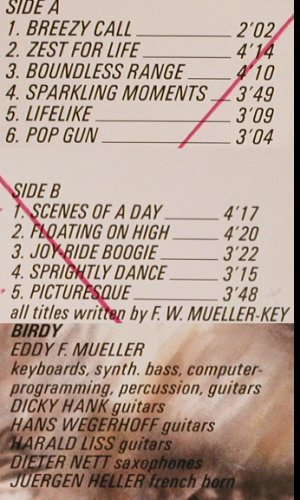 SIDE A
1. BREEZY CALL 2'02
2. ZEST FOR LIFE 4'14
3. BOUNDLESS RANGE 4'10
4. SPARKLING MOMENTS 3'49
5. LIFELIKE 3'09
6. POP GUN 3'04
SIDE B
1. SCENES OF A DAY 4'17
2. FLOATING ON HIGH 4'20
3. JOY-RIDE BOOGIE 3'22
4. SPRIGHTLY DANCE 3'15
5. PICTURESQUE 3'48
all titles written by F. W. MUELLER-KEY
BIRDY
EDDY F. MUELLER
keyboards, synth. bass, computer-
programming, percussion, guitars
DICKY HANK guitars
HANS WEGERHOFF guitars
HARALD LISS guitars
DIETER NETT saxophones
JUERGEN HELLER french horn